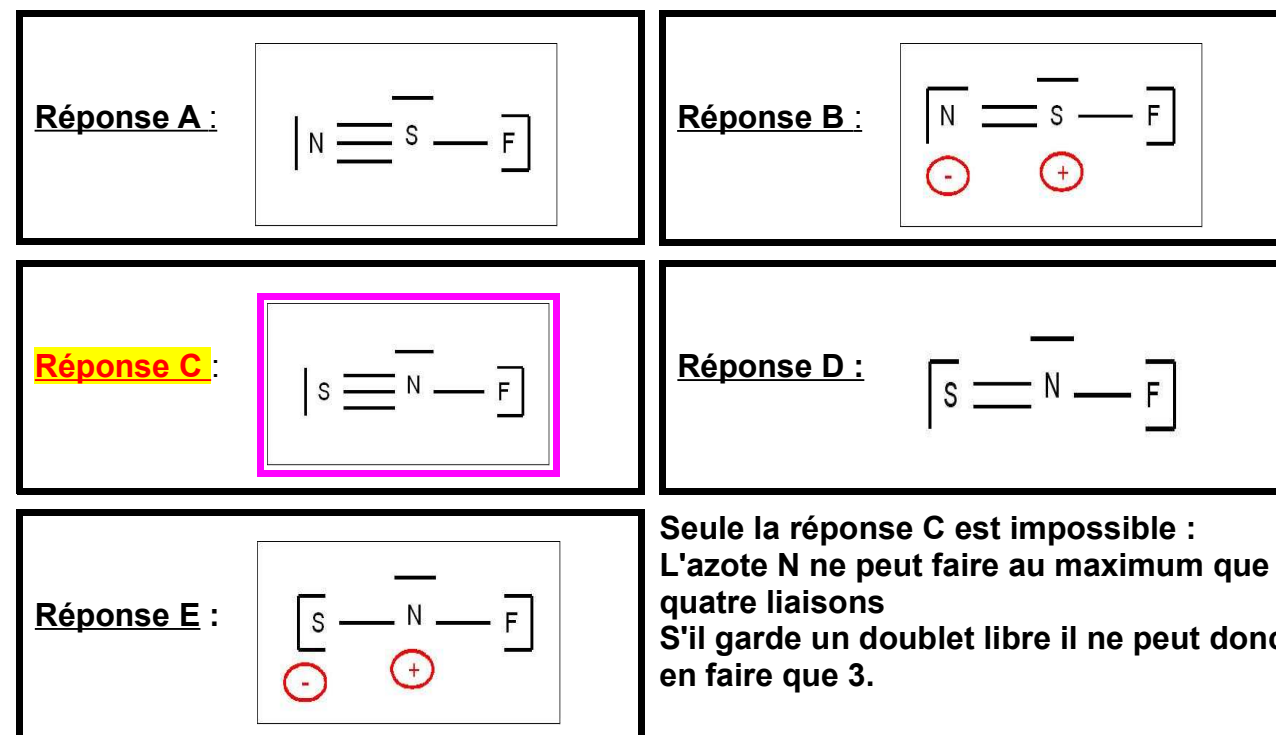 Réponse A :
N S F
Réponse B :
N S F
- +
Réponse C :
S N F
Réponse D :
S N F
Réponse E :
S N F
- +
Seule la réponse C est impossible :
L'azote N ne peut faire au maximum que
quatre liaisons
S'il garde un doublet libre il ne peut donc
en faire que 3.